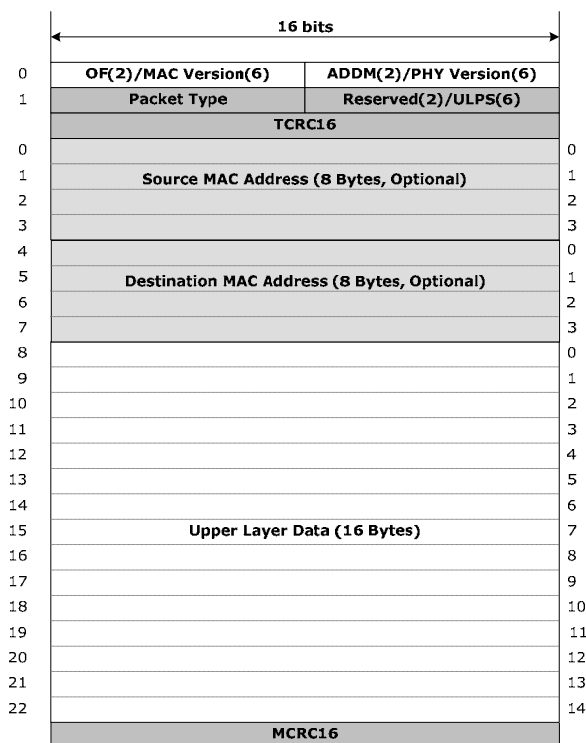 16 bits
0 OF(2)/MAC Version(6) ADDM(2)/PHY Version(6)
1 Packet Type Reserved(2)/ULPS(6)
TCRC16
0 0
1 Source MAC Address (8 Bytes, Optional) 1
2 2
3 3
4 0
5 Destination MAC Address (8 Bytes, Optional) 1
6 2
7 3
8 0
9 1
10 2
11 3
12 4
13 5
14 6
15 Upper Layer Data (16 Bytes) 7
16 8
17 9
18 10
19 11
20 12
21 13
22 14
MCRC16